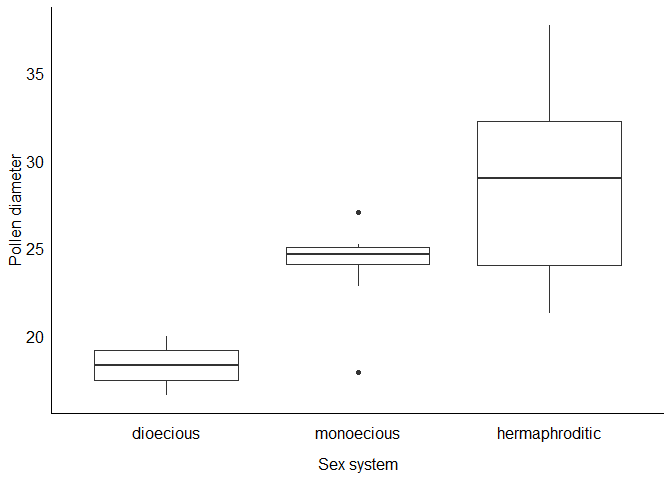 Pollen diameter
35
30
25
20
dioecious
monoecious
hermaphroditic
Sex system